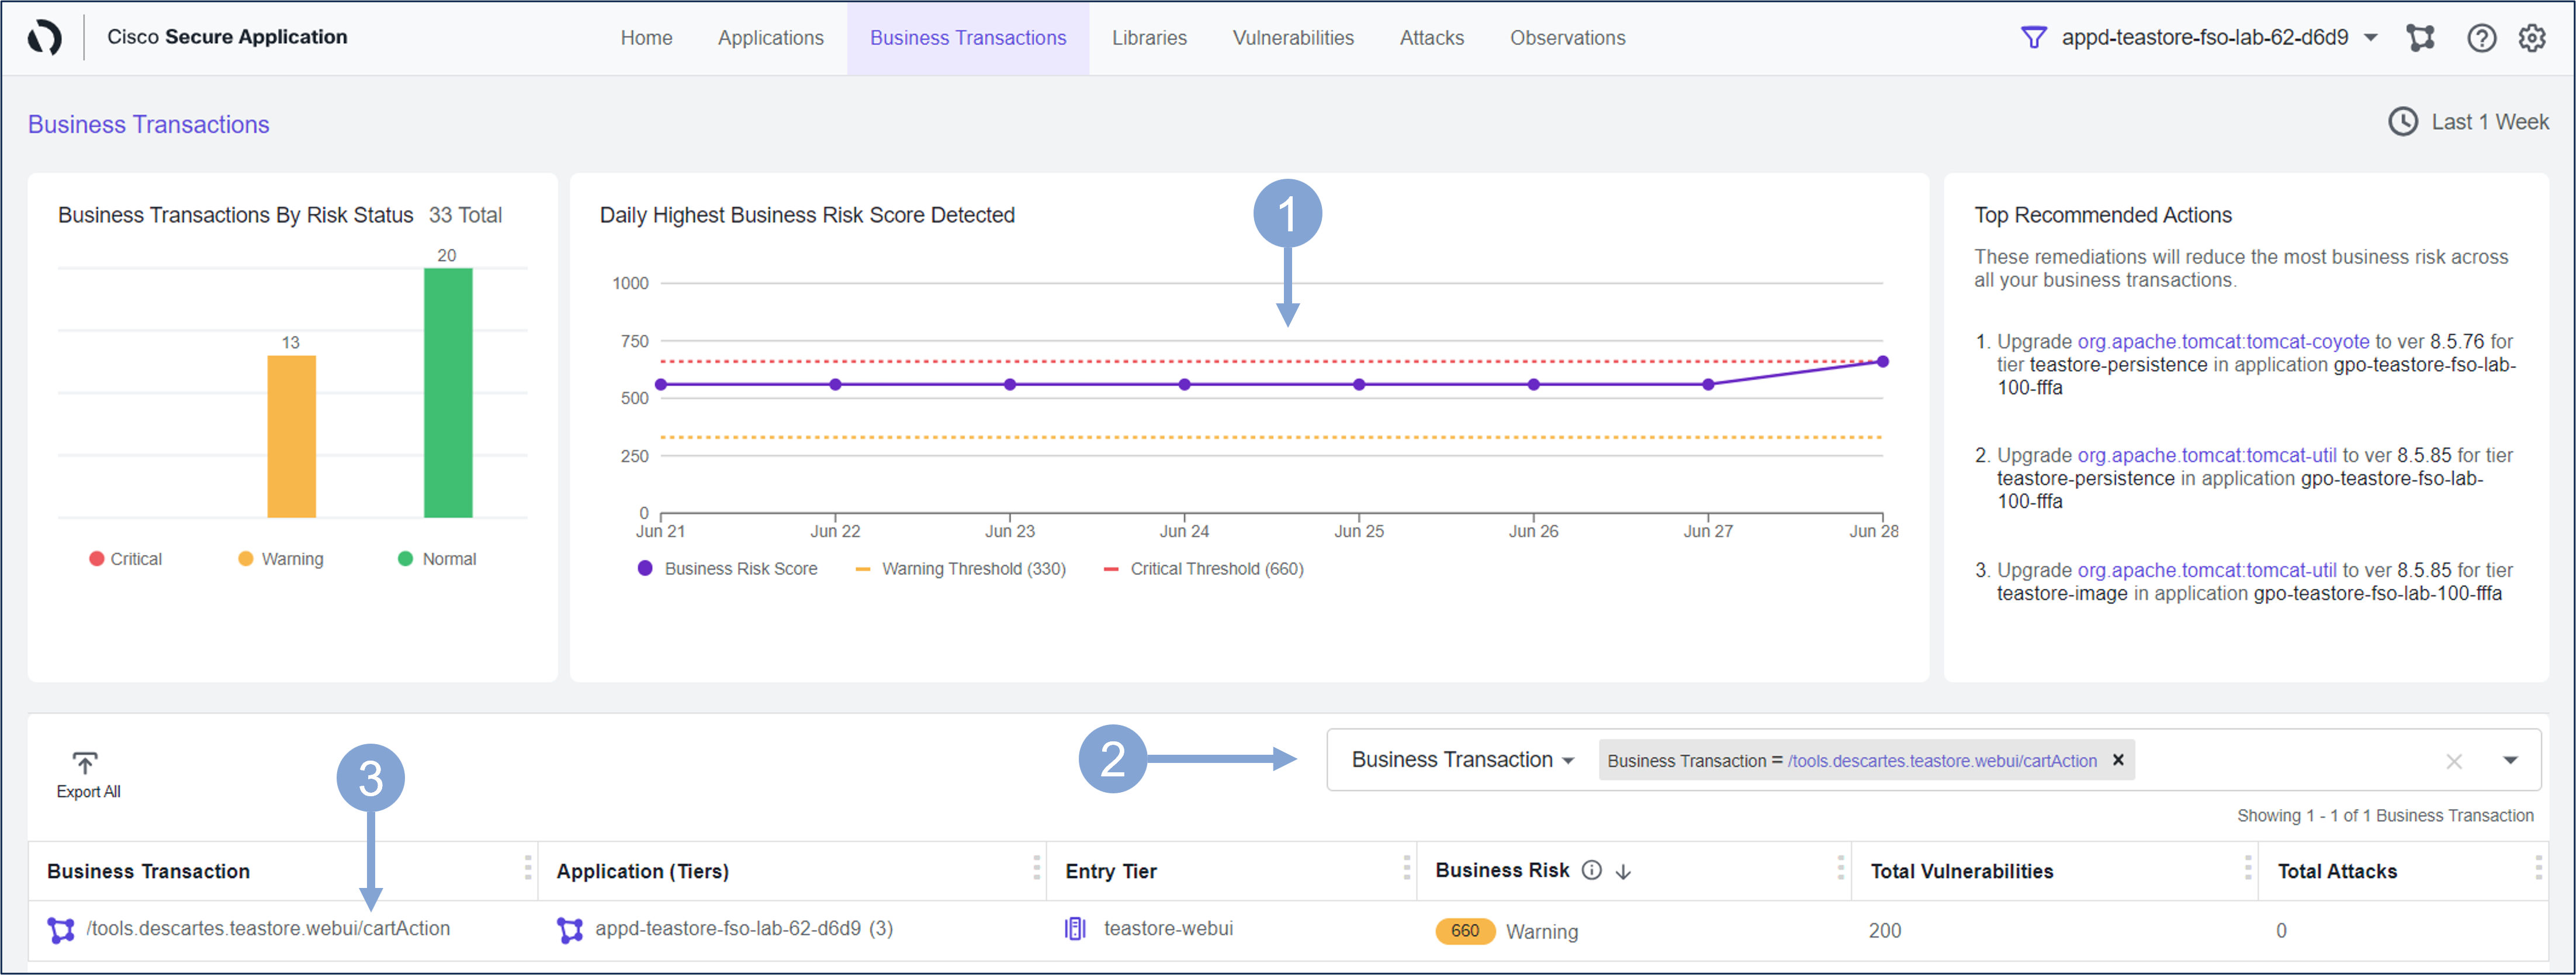 Cisco Secure Application
Home
Applications
Business Transactions
Libraries
Vulnerabilities
Attacks
Observations
appd-teastore-fso-lab-62-d6d9
Business Transactions
Last 1 Week
Business Transactions By Risk Status 33 Total
20
13
Critical
Warning
Normal
Daily Highest Business Risk Score Detected
1
1000
750
500
250
0
Jun 21
Jun 22
Jun 23
Jun 24
Jun 25
Jun 26
Jun 27
Jun 28
Business Risk Score
Warning Threshold (330)
Critical Threshold (660)
Top Recommended Actions
These remediations will reduce the most business risk across
all your business transactions.
1. Upgrade org.apache.tomcat:tomcat-coyote to ver 8.5.76 for
tier teastore-persistence in application gpo-teastore-fso-lab-
100-fffa
2. Upgrade org.apache.tomcat:tomcat-util to ver 8.5.85 for tier
teastore-persistence in application gpo-teastore-fso-lab-
100-fffa
3. Upgrade org.apache.tomcat:tomcat-util to ver 8.5.85 for tier
teastore-image in application gpo-teastore-fso-lab-100-fffa
Export All
3
2
Business Transaction
Business Transaction = /tools.descartes.teastore.webui/cartAction
Showing 1 - 1 of 1 Business Transaction
Business Transaction
Application (Tiers)
Entry Tier
Business Risk
Total Vulnerabilities
Total Attacks
/tools.descartes.teastore.webui/cartAction
appd-teastore-fso-lab-62-d6d9 (3)
teastore-webui
660 Warning
200
0